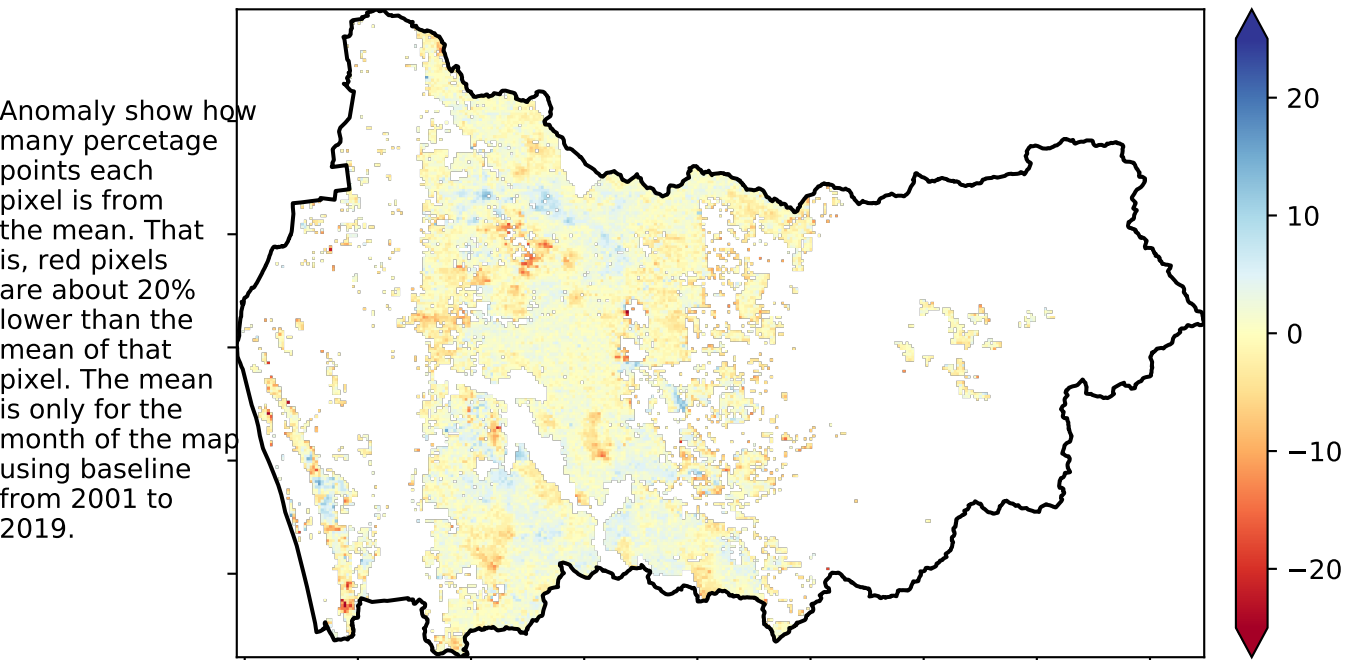 Anomaly show how
many percetage
points each
pixel is from
the mean. That
is, red pixels
are about 20%
lower than the
mean of that
pixel. The mean
is only for the
month of the map
using baseline
from 2001 to
2019.
20
10
0
−10
−20